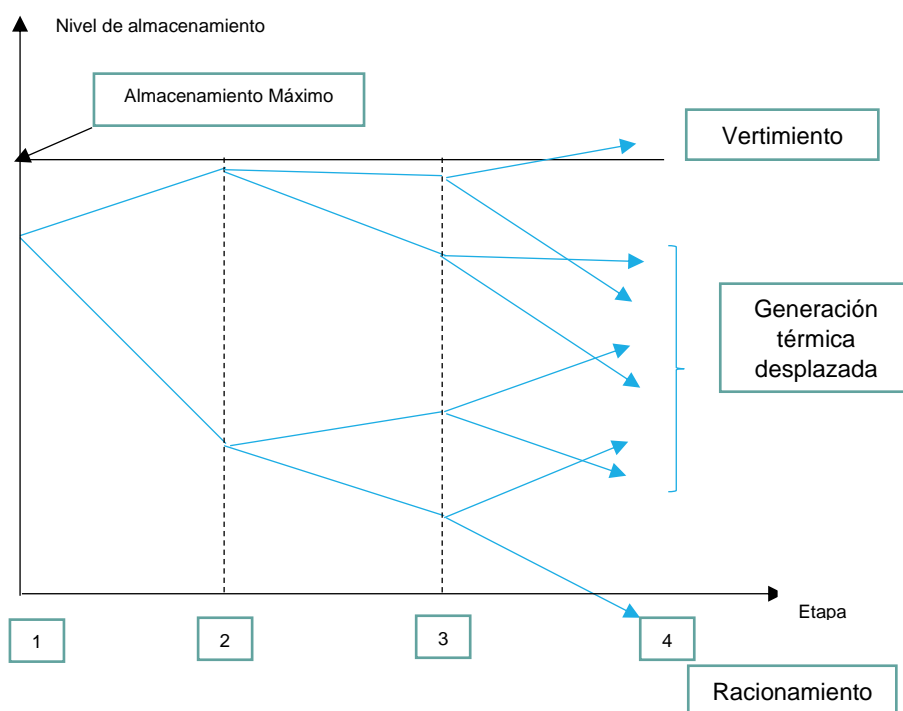 Nivel de almacenamiento
Almacenamiento Máximo
Vertimiento
Generación
térmica
desplazada
Etapa
1
2
3
4
Racionamiento